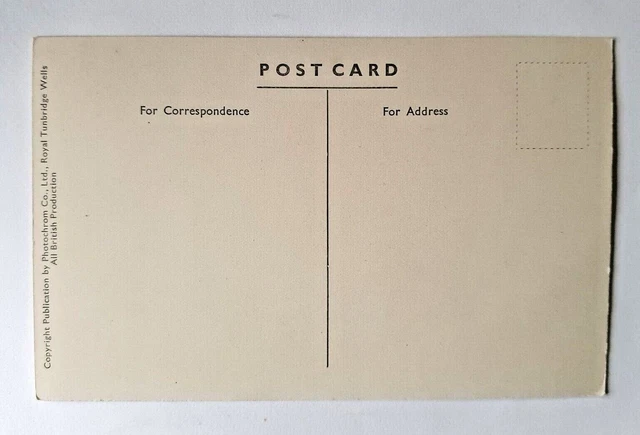 POST CARD
For Correspondence
For Address
Copyright Publication by Photochrom Co., Ltd., Royal Tunbridge Wells
All British Production